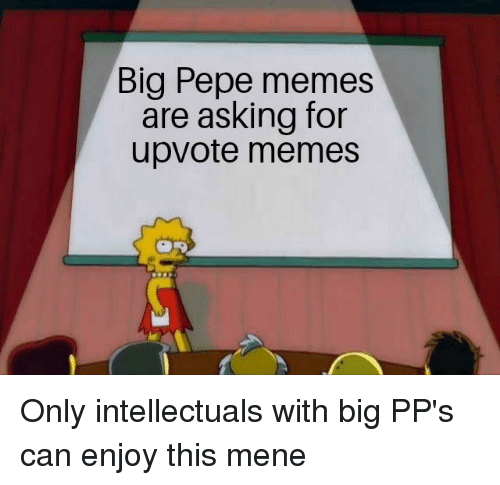 Big Pepe memes
are asking for
upvote memes
Only intellectuals with big PP's
can enjoy this mene